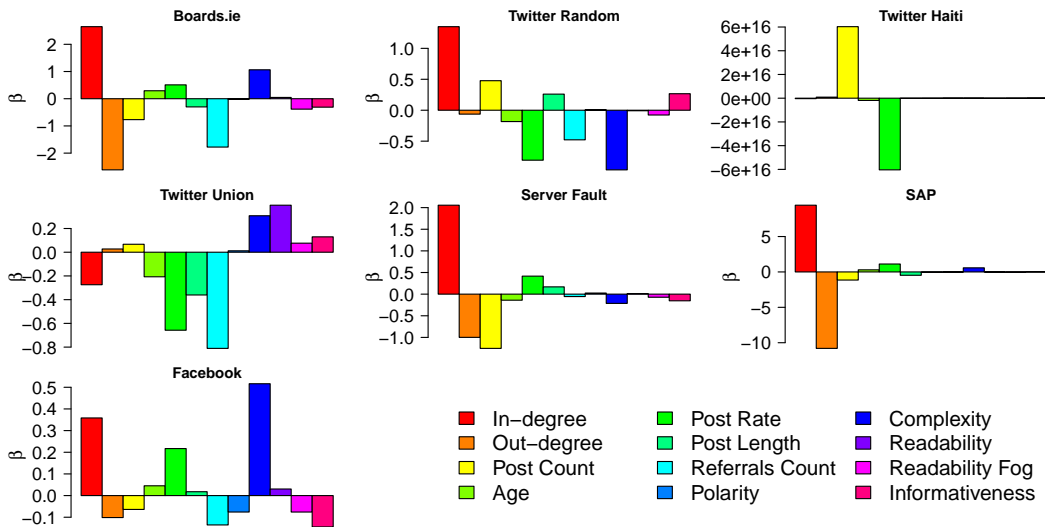 Boards.ie
β
2
1
0
−1
−2
Twitter Random
β
1.0
0.5
0.0
−0.5
Twitter Haiti
β
6e+16
4e+16
2e+16
0e+00
−2e+16
−4e+16
−6e+16
Twitter Union
β
0.2
0.0
−0.2
−0.4
−0.6
−0.8
Server Fault
β
2.0
1.5
1.0
0.5
0.0
−0.5
−1.0
SAP
β
5
0
−5
−10
Facebook
β
0.5
0.4
0.3
0.2
0.1
0.0
−0.1
In−degree
Out−degree
Post Count
Age
Post Rate
Post Length
Referrals Count
Polarity
Complexity
Readability
Readability Fog
Informativeness